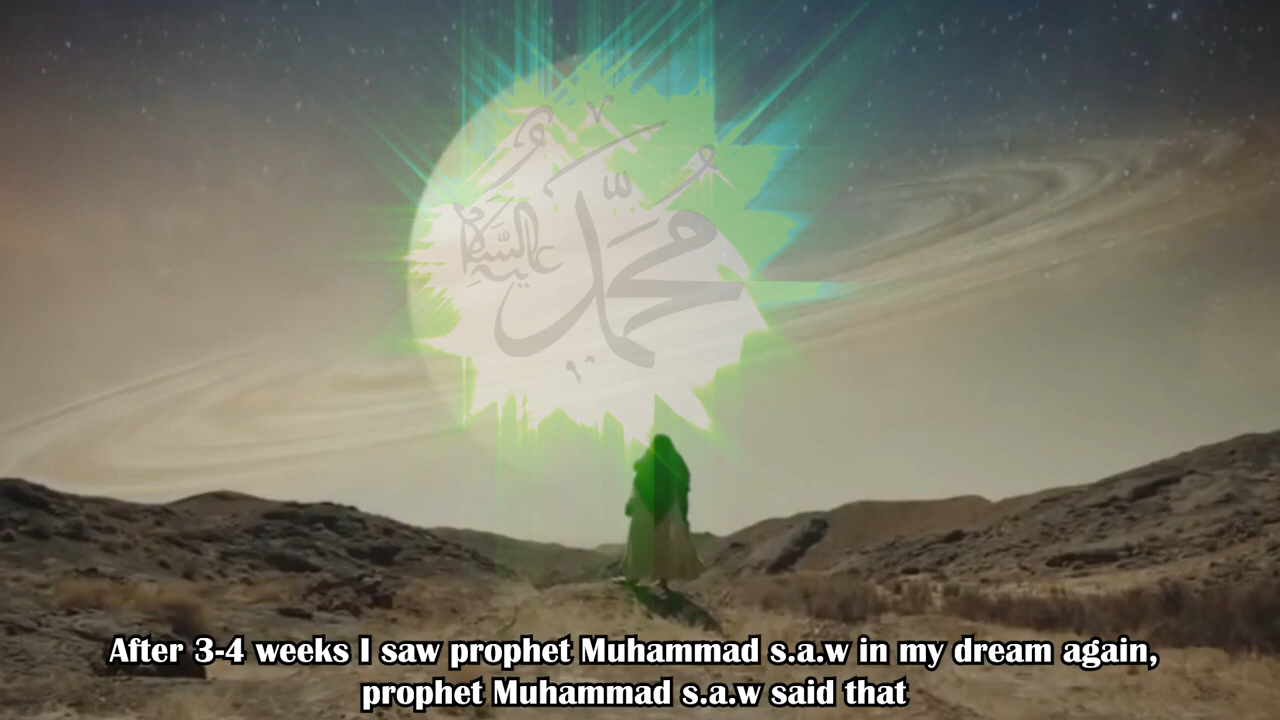 محمد
عليه السلام
After 3-4 weeks I saw prophet Muhammad s.a.w in my dream again,
prophet Muhammad s.a.w said that